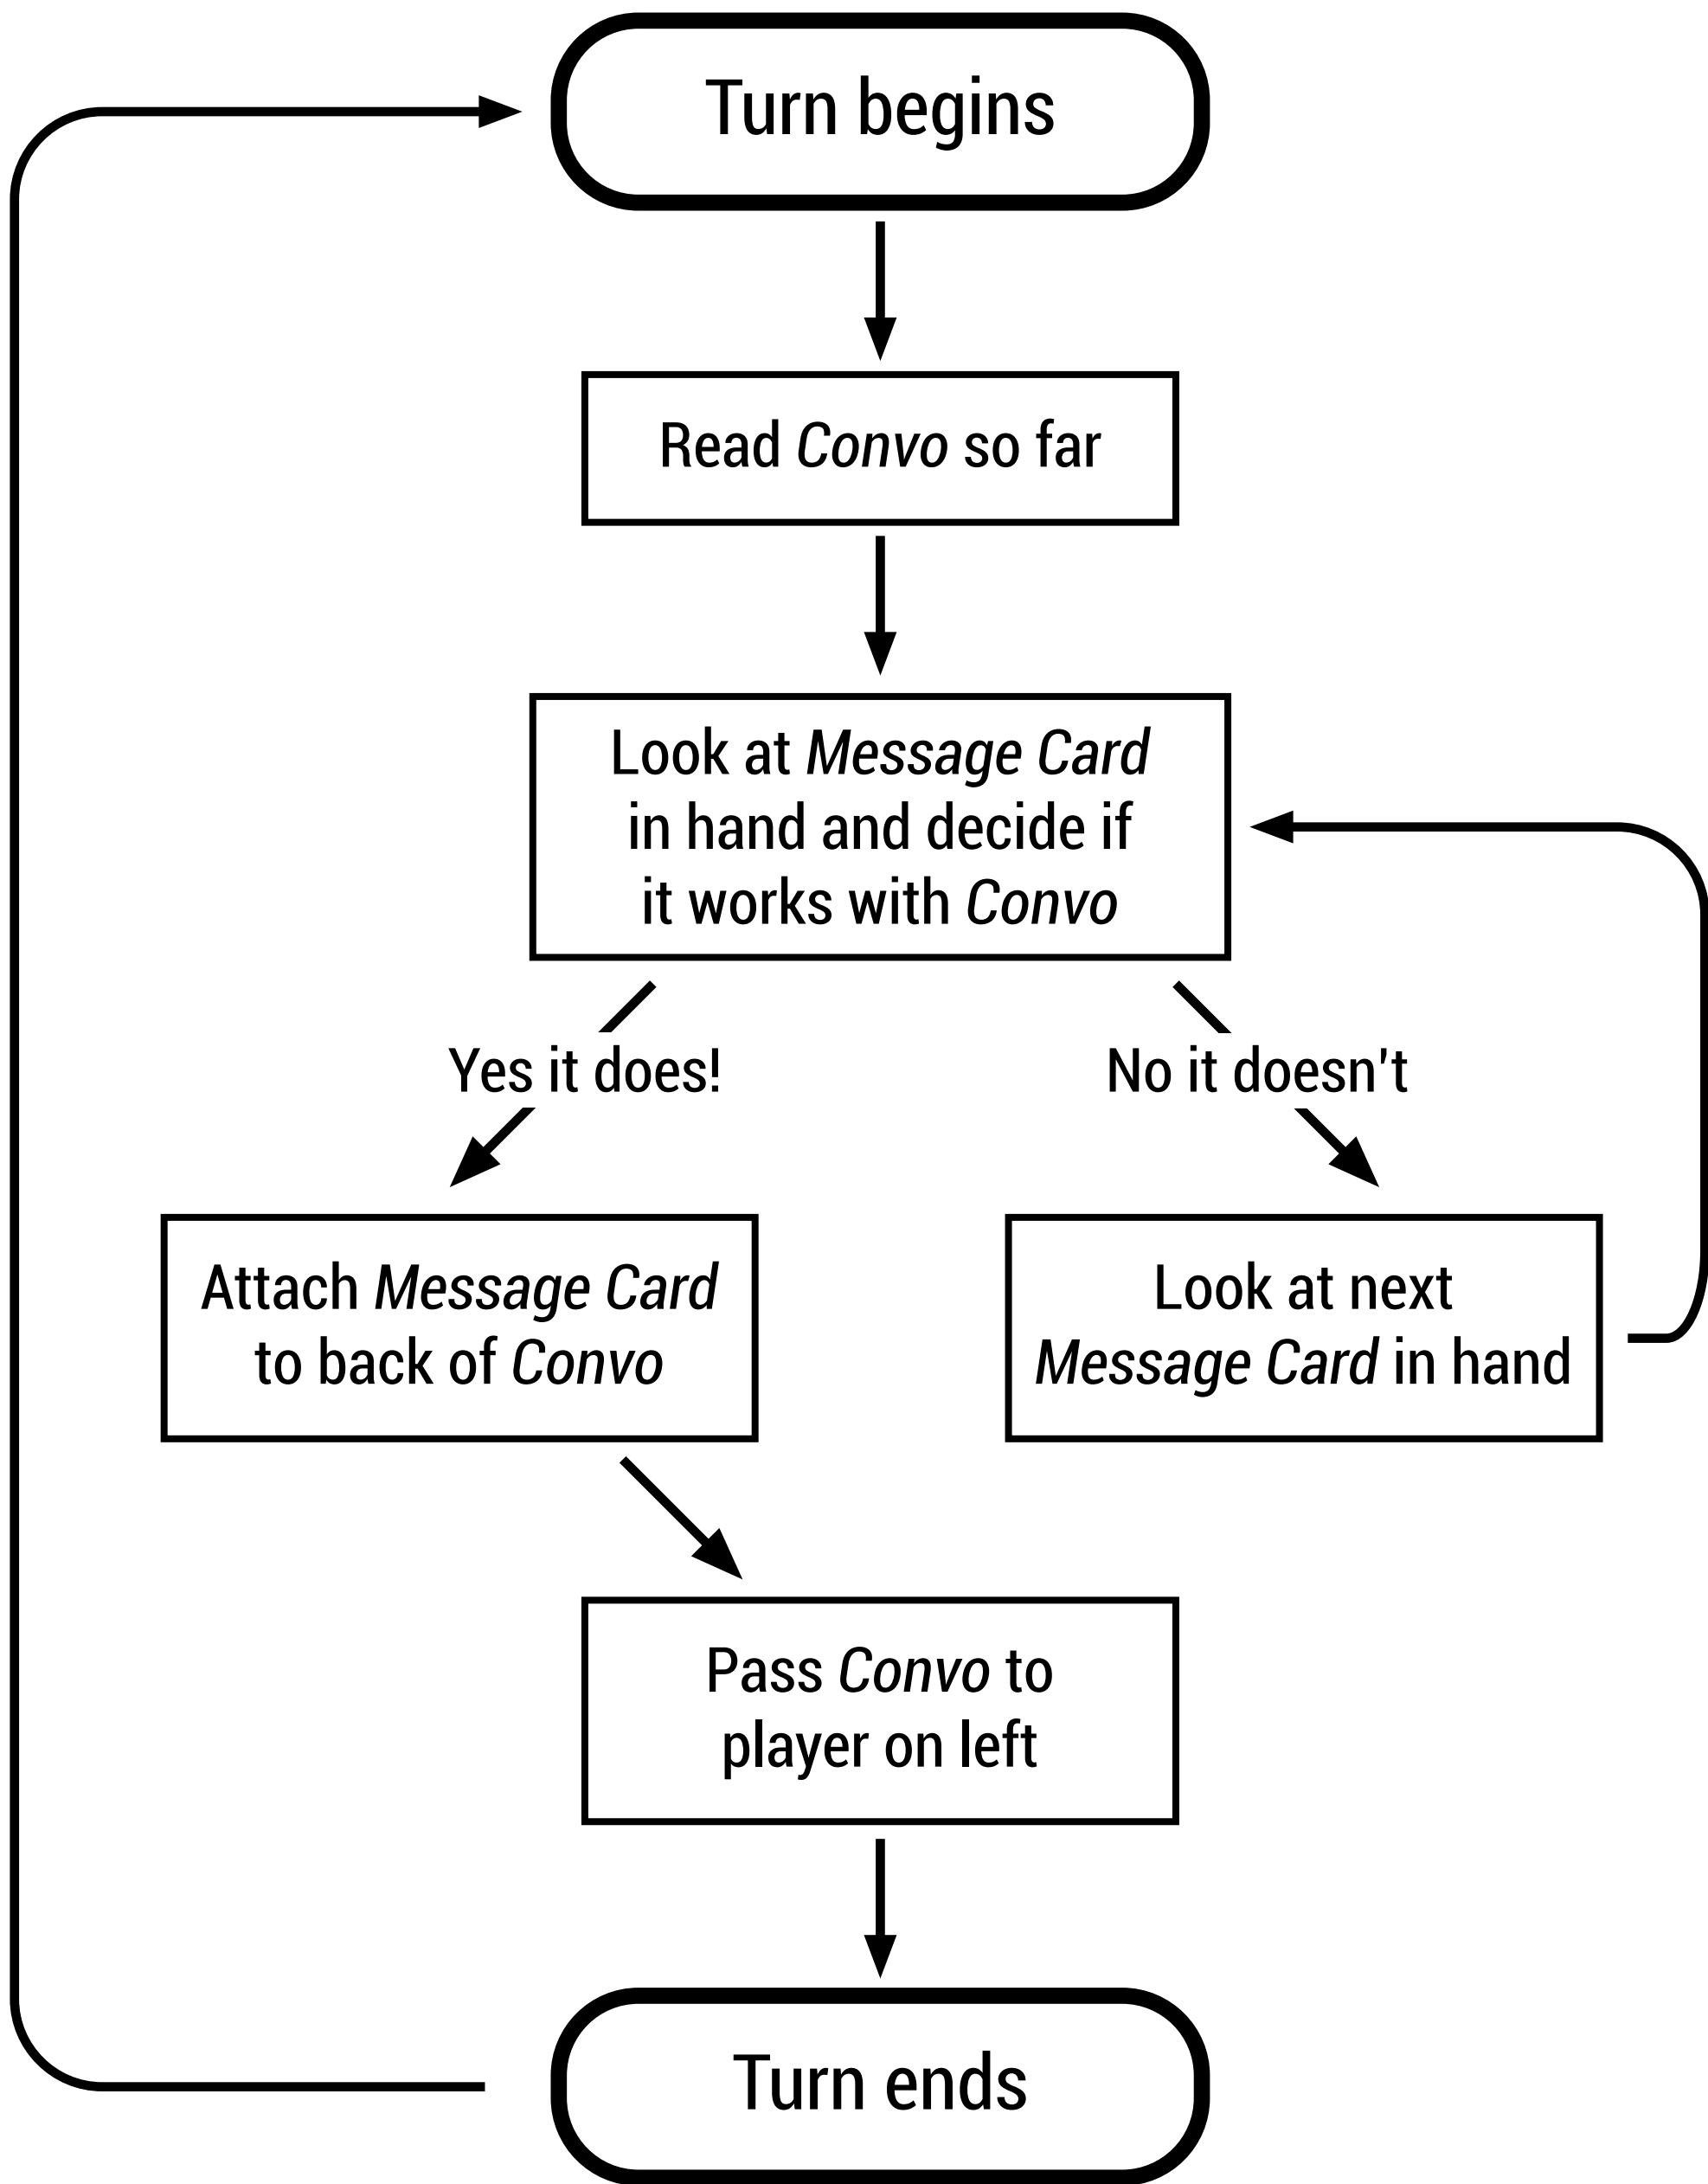 Turn begins
Read Convo so far
Look at Message Card
in hand and decide if
it works with Convo
Yes it does!
No it doesn't
Attach Message Card
to back of Convo
Look at next
Message Card in hand
Pass Convo to
player on left
Turn ends